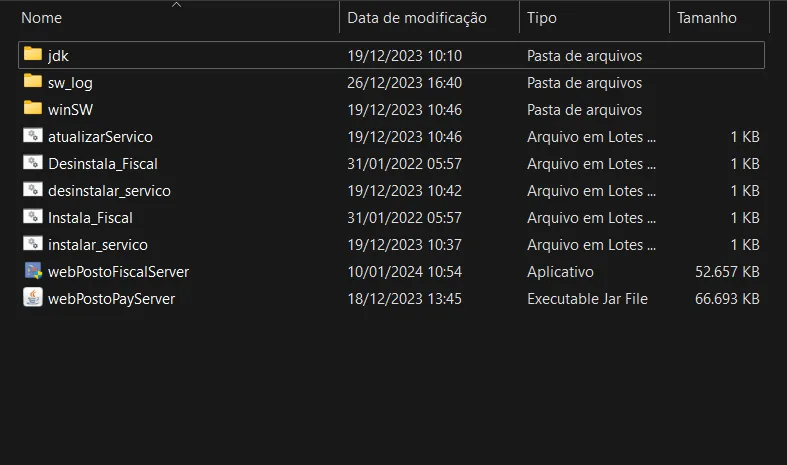 Nome Data de modificação Tipo Tamanho
jdk 19/12/2023 10:10 Pasta de arquivos
sw_log 26/12/2023 16:40 Pasta de arquivos
winSW 19/12/2023 10:46 Pasta de arquivos
atualizarServico 19/12/2023 10:46 Arquivo em Lotes ... 1 KB
Desinstala_Fiscal 31/01/2022 05:57 Arquivo em Lotes ... 1 KB
desinstalar_servico 19/12/2023 10:42 Arquivo em Lotes ... 1 KB
Instala_Fiscal 31/01/2022 05:57 Arquivo em Lotes ... 1 KB
instalar_servico 19/12/2023 10:37 Arquivo em Lotes ... 1 KB
webPostoFiscalServer 10/01/2024 10:54 Aplicativo 52.657 KB
webPostoPayServer 18/12/2023 13:45 Executable Jar File 66.693 KB